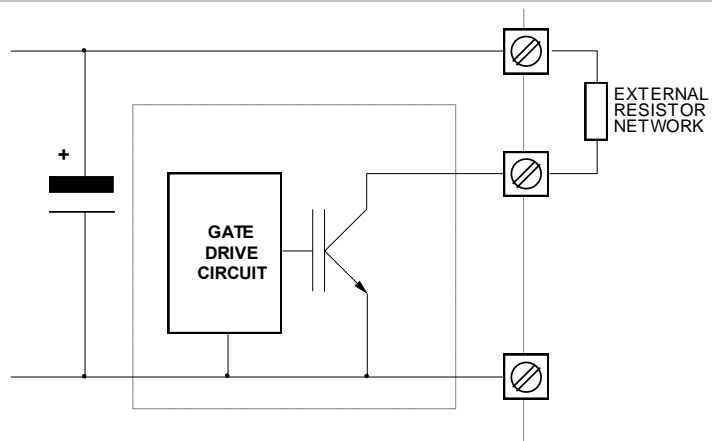 EXTERNAL
RESISTOR
NETWORK
+
GATE
DRIVE
CIRCUIT